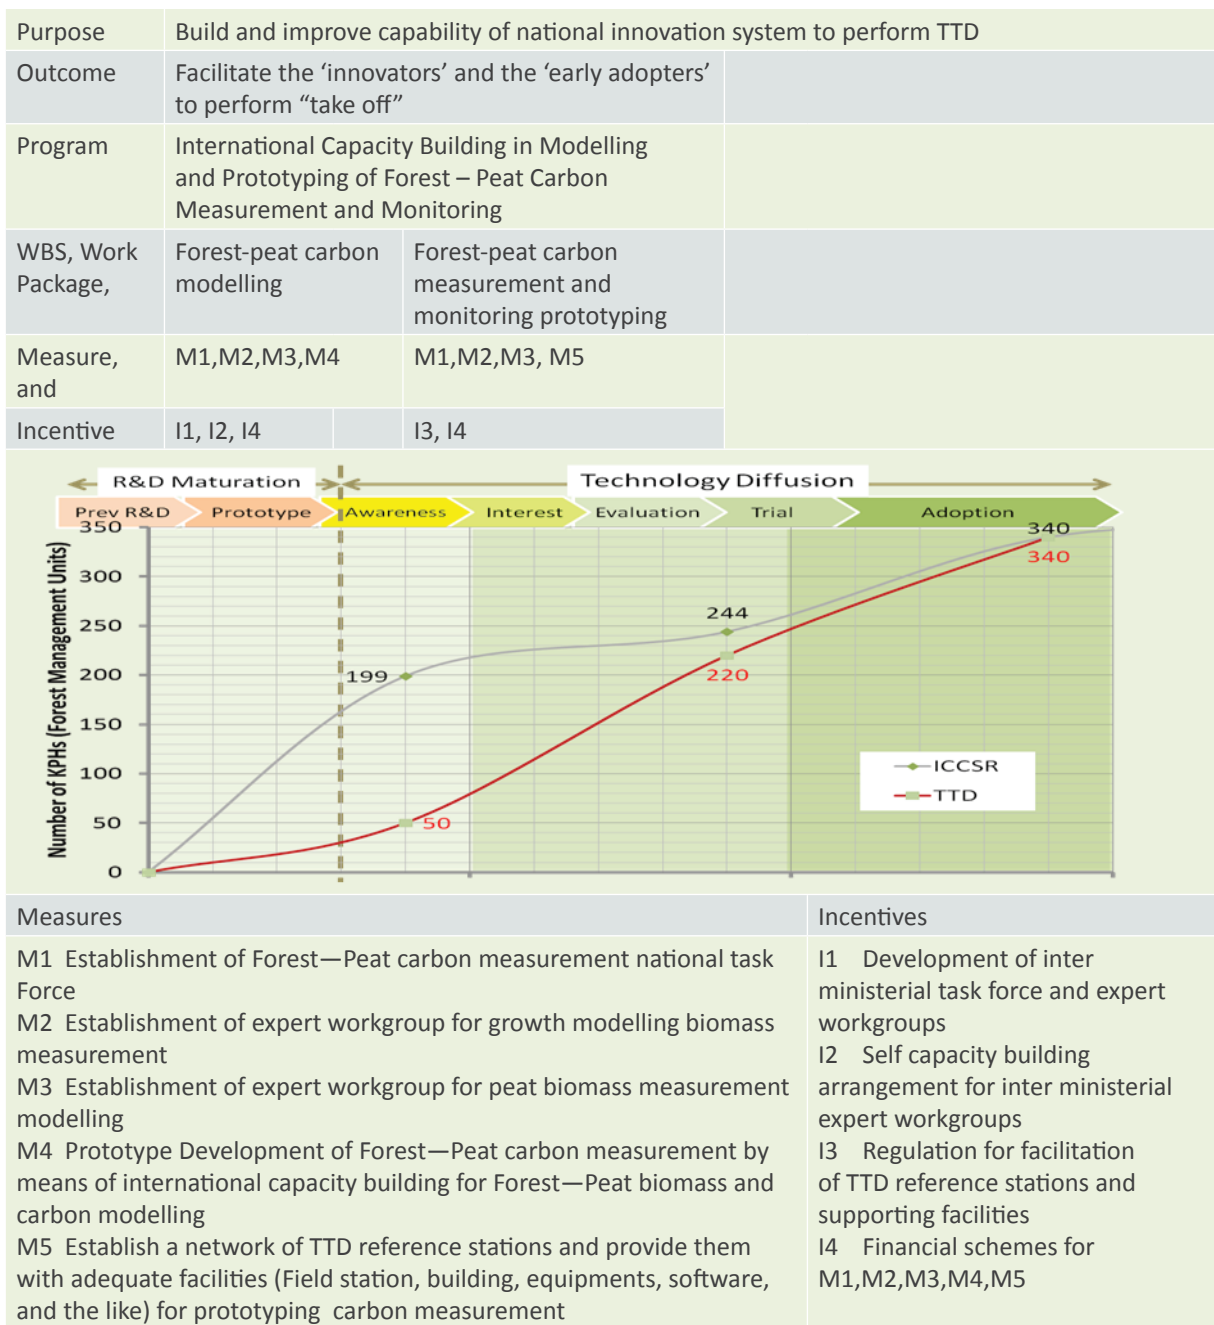 Purpose Build and improve capability of national innovation system to perform TTD
Outcome Facilitate the ‘innovators’ and the ‘early adopters’
to perform “take off”
Program International Capacity Building in Modelling
and Prototyping of Forest – Peat Carbon
Measurement and Monitoring
WBS, Work
Package,
Forest-peat carbon
modelling
Forest-peat carbon
measurement and
monitoring prototyping
Measure,
and
M1,M2,M3,M4
M1,M2,M3, M5
Incentive I1, I2, I4 I3, I4
R&D Maturation Technology Diffusion
Prev R&D Prototype Awareness Interest Evaluation Trial Adoption
Number of KPHs (Forest Management Units)
350
300
250
200
150
100
50
0
199
244
340
50
220
340
ICCSR
TTD
Measures
M1 Establishment of Forest—Peat carbon measurement national task
Force
M2 Establishment of expert workgroup for growth modelling biomass
measurement
M3 Establishment of expert workgroup for peat biomass measurement
modelling
M4 Prototype Development of Forest—Peat carbon measurement by
means of international capacity building for Forest—Peat biomass and
carbon modelling
M5 Establish a network of TTD reference stations and provide them
with adequate facilities (Field station, building, equipments, software,
and the like) for prototyping carbon measurement
Incentives
I1 Development of inter
ministerial task force and expert
workgroups
I2 Self capacity building
arrangement for inter ministerial
expert workgroups
I3 Regulation for facilitation
of TTD reference stations and
supporting facilities
I4 Financial schemes for
M1,M2,M3,M4,M5